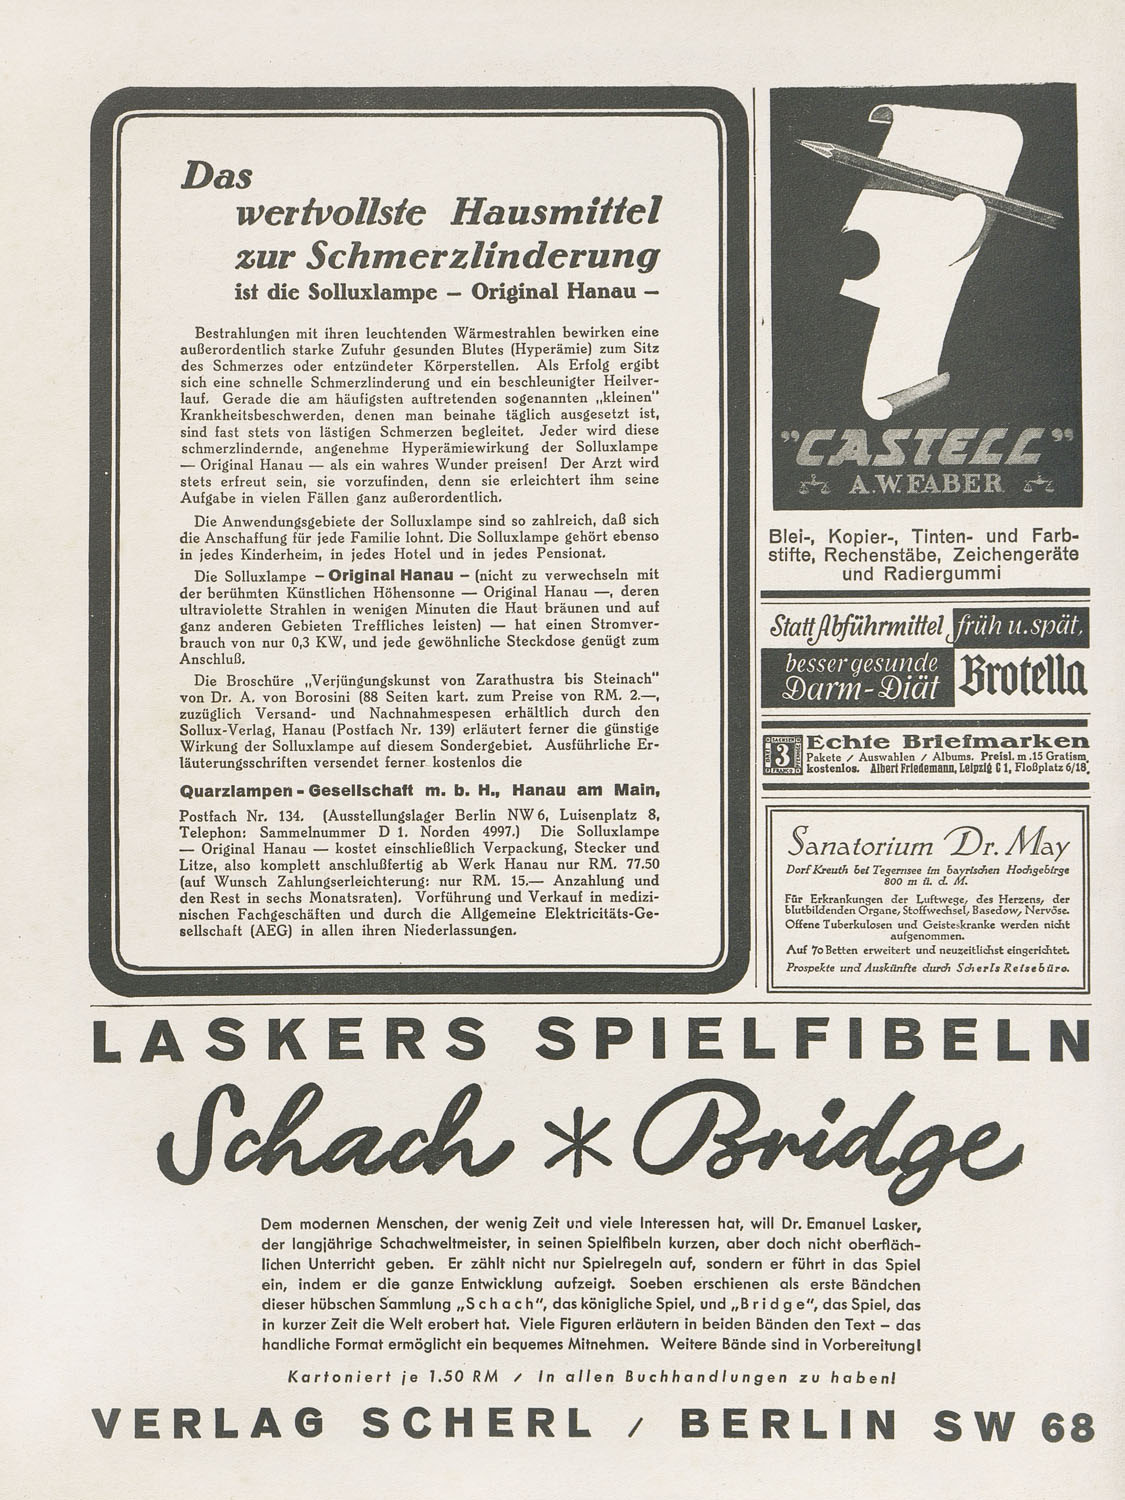 Das
wertvollste Hausmittel
zur Schmerzlinderung
ist die Solluxlampe – Original Hanau –
Bestrahlungen mit ihren leuchtenden Wärmestrahlen bewirken eine
außerordentlich starke Zufuhr gesunden Blutes (Hyperämie) zum Sitz
des Schmerzes oder entzündeter Körperstellen. Als Erfolg ergibt
sich eine schnelle Schmerzlinderung und ein beschleunigter Heilver-
lauf. Gerade die am häufigsten auftretenden sogenannten „kleinen“
Krankheitsbeschwerden, denen man beinahe täglich ausgesetzt ist,
sind fast stets von lästigen Schmerzen begleitet. Jeder wird diese
schmerzlindernde, angenehme Hyperämiewirkung der Solluxlampe
— Original Hanau — als ein wahres Wunder preisen! Der Arzt wird
stets erfreut sein, sie vorzufinden, denn sie erleichtert ihm seine
Aufgabe in vielen Fällen ganz außerordentlich.
Die Anwendungsgebiete der Solluxlampe sind so zahlreich, daß sich
die Anschaffung für jede Familie lohnt. Die Solluxlampe gehört ebenso
in jedes Kinderheim, in jedes Hotel und in jedes Pensionat.
Die Solluxlampe – Original Hanau – (nicht zu verwechseln mit
der berühmten Künstlichen Höhensonne — Original Hanau —, deren
ultraviolette Strahlen in wenigen Minuten die Haut bräunen und auf
ganz anderen Gebieten Treffliches leisten) — hat einen Stromver-
brauch von nur 0,3 KW, und jede gewöhnliche Steckdose genügt zum
Anschluß.
Die Broschüre „Verjüngungskunst von Zarathustra bis Steinach“
von Dr. A. von Borosini (88 Seiten kart. zum Preise von RM. 2.—,
zuzüglich Versand- und Nachnahmespesen erhältlich durch den
Sollux-Verlag, Hanau (Postfach Nr. 139) erläutert ferner die günstige
Wirkung der Solluxlampe auf diesem Sondergebiet. Ausführliche Er-
läuterungsschriften versendet ferner kostenlos die
Quarzlampen-Gesellschaft m. b. H., Hanau am Main,
Postfach Nr. 134. (Ausstellungslager Berlin NW 6, Luisenplatz 8,
Telephon: Sammelnummer D 1. Norden 4997.) Die Solluxlampe
— Original Hanau — kostet einschließlich Verpackung, Stecker und
Litze, also komplett anschlußfertig ab Werk Hanau nur RM. 77.50
(auf Wunsch Zahlungserleichterung: nur RM. 15.— Anzahlung und
den Rest in sechs Monatsraten). Vorführung und Verkauf in medizi-
nischen Fachgeschäften und durch die Allgemeine Elektricitäts-Ge-
sellschaft (AEG) in allen ihren Niederlassungen.
"CASTELL"
A.W. FABER
Blei-, Kopier-, Tinten- und Farb-
stifte, Rechenstäbe, Zeichengeräte
und Radiergummi
Statt Abführmittel früh u. spät,
besser gesunde
Darm-Diät
Brotella
SACHSEN
DREI
3
PFENNIGE
FRANCO
Echte Briefmarken
Pakete / Auswahlen / Albums. Preisl. m. 15 Gratism.
kostenlos. Albert Friedemann, Leipzig C 1, Floßplatz 6/18.
Sanatorium Dr. May
Dorf Kreuth bei Tegernsee im bayrischen Hochgebirge
800 m ü. d. M.
Für Erkrankungen der Luftwege, des Herzens, der
blutbildenden Organe, Stoffwechsel, Basedow, Nervöse.
Offene Tuberkulosen und Geisteskranke werden nicht
aufgenommen.
Auf 70 Betten erweitert und neuzeitlichst eingerichtet.
Prospekte und Auskünfte durch Scherls Reisebüro.
LASKERS SPIELFIBELN
Schach * Bridge
Dem modernen Menschen, der wenig Zeit und viele Interessen hat, will Dr. Emanuel Lasker,
der langjährige Schachweltmeister, in seinen Spielfibeln kurzen, aber doch nicht oberfläch-
lichen Unterricht geben. Er zählt nicht nur Spielregeln auf, sondern er führt in das Spiel
ein, indem er die ganze Entwicklung aufzeigt. Soeben erschienen als erste Bändchen
dieser hübschen Sammlung „Schach“, das königliche Spiel, und „Bridge“, das Spiel, das
in kurzer Zeit die Welt erobert hat. Viele Figuren erläutern in beiden Bänden den Text – das
handliche Format ermöglicht ein bequemes Mitnehmen. Weitere Bände sind in Vorbereitung!
Kartoniert je 1.50 RM / In allen Buchhandlungen zu haben!
VERLAG SCHERL / BERLIN SW 68